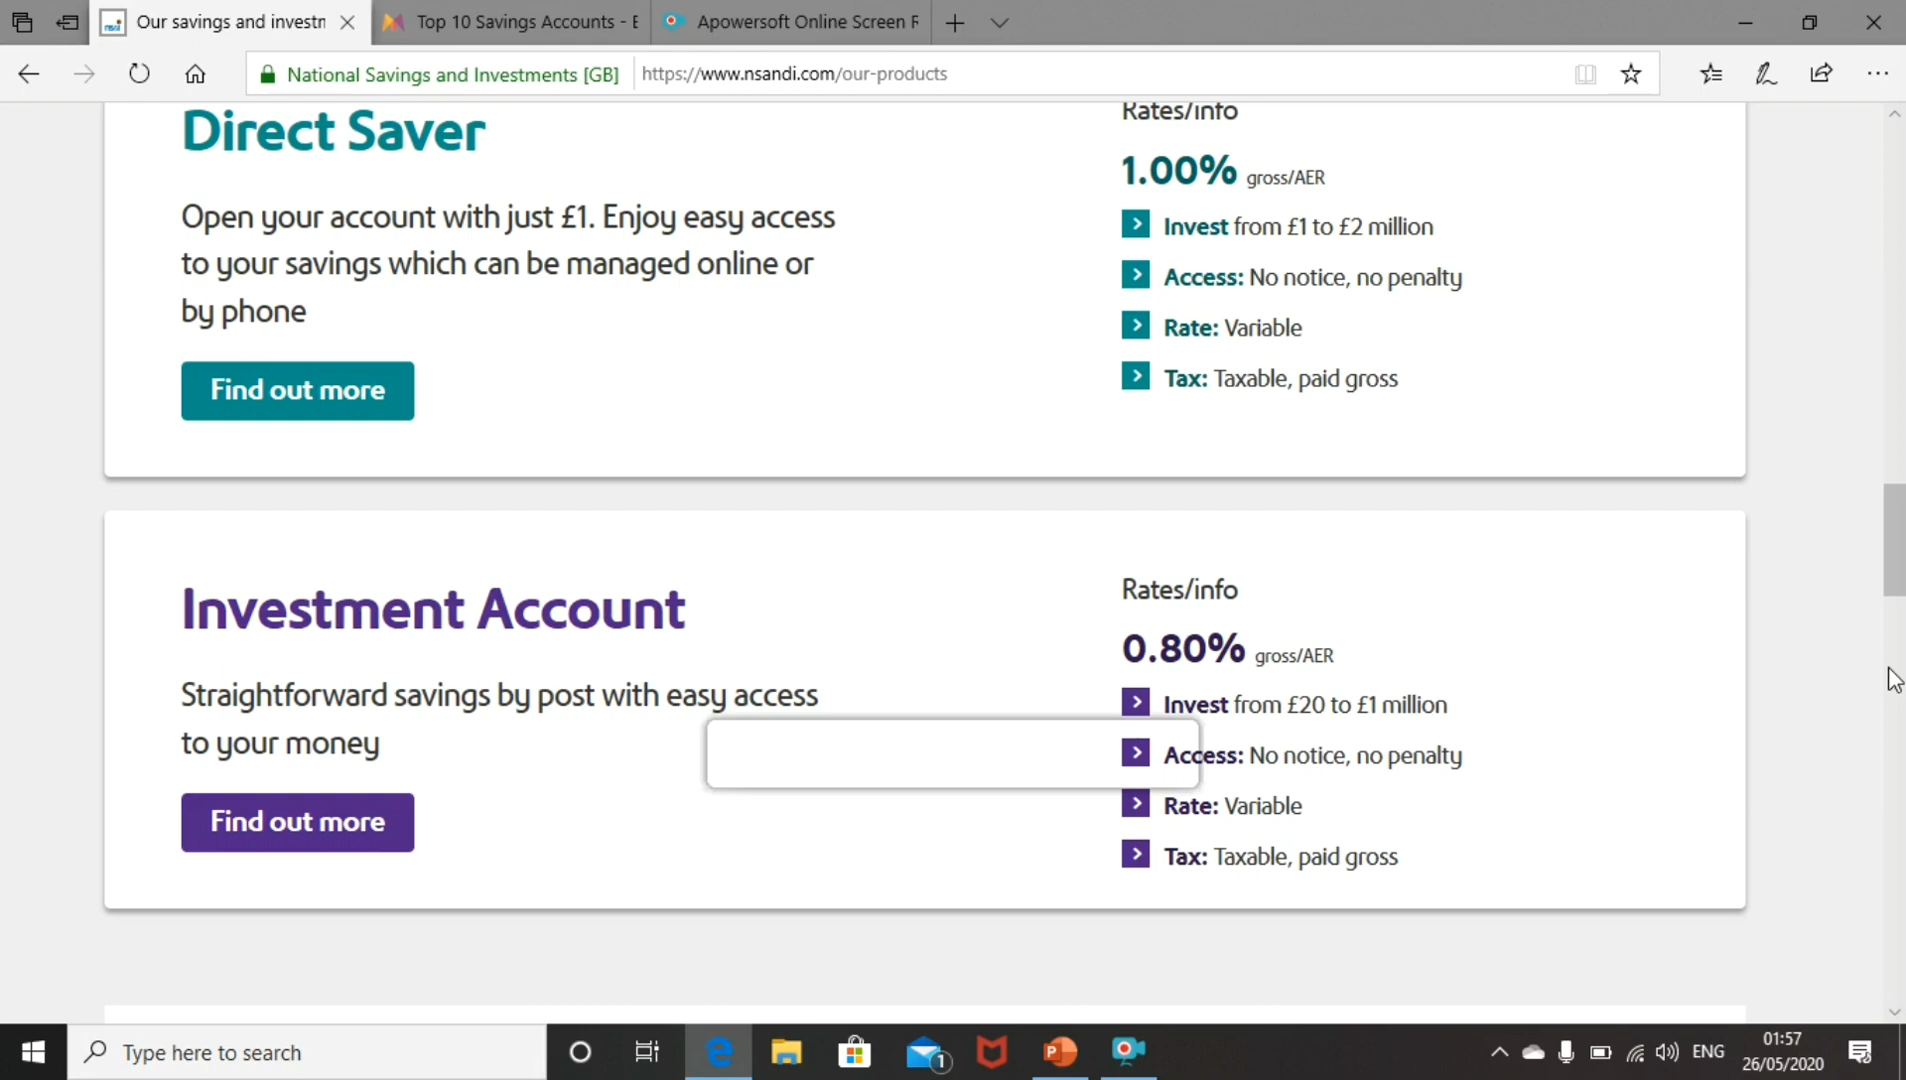 Our savings and investn
Top 10 Savings Accounts - E
Apowersoft Online Screen R
National Savings and Investments [GB]
https://www.nsandi.com/our-products
Direct Saver
Open your account with just £1. Enjoy easy access
to your savings which can be managed online or
by phone
Find out more
Rates/info
1.00% gross/AER
Invest from £1 to £2 million
Access: No notice, no penalty
Rate: Variable
Tax: Taxable, paid gross
Investment Account
Straightforward savings by post with easy access
to your money
Find out more
Rates/info
0.80% gross/AER
Invest from £20 to £1 million
Access: No notice, no penalty
Rate: Variable
Tax: Taxable, paid gross
Type here to search
1
ENG
01:57
26/05/2020